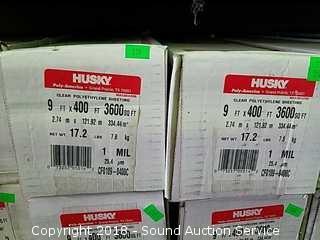 HUSKY
Poly-America • Grand Prairie, TX 75051
CLEAR POLYETHYLENE SHEETING
9 FT X 400 FT 3600 SQ FT
2.74 m x 121.92 m 334.44 m²
NET WT. 17.2 LBS 7.8 kg
1 MIL
25.4 µm
CF0109-0400C
HUSKY
Poly-America • Grand Prairie, TX
CLEAR POLYETHYLENE SHEETING
9 FT X 400 FT 3600 SQ FT
2.74 m x 121.92 m 334.44 m²
NET WT. 17.2 LBS 7.8 kg
1 MIL
25.4 µm
CF0109-0400C
HUSKY
HUSKY
Copyright 2018 - Sound Auction Service